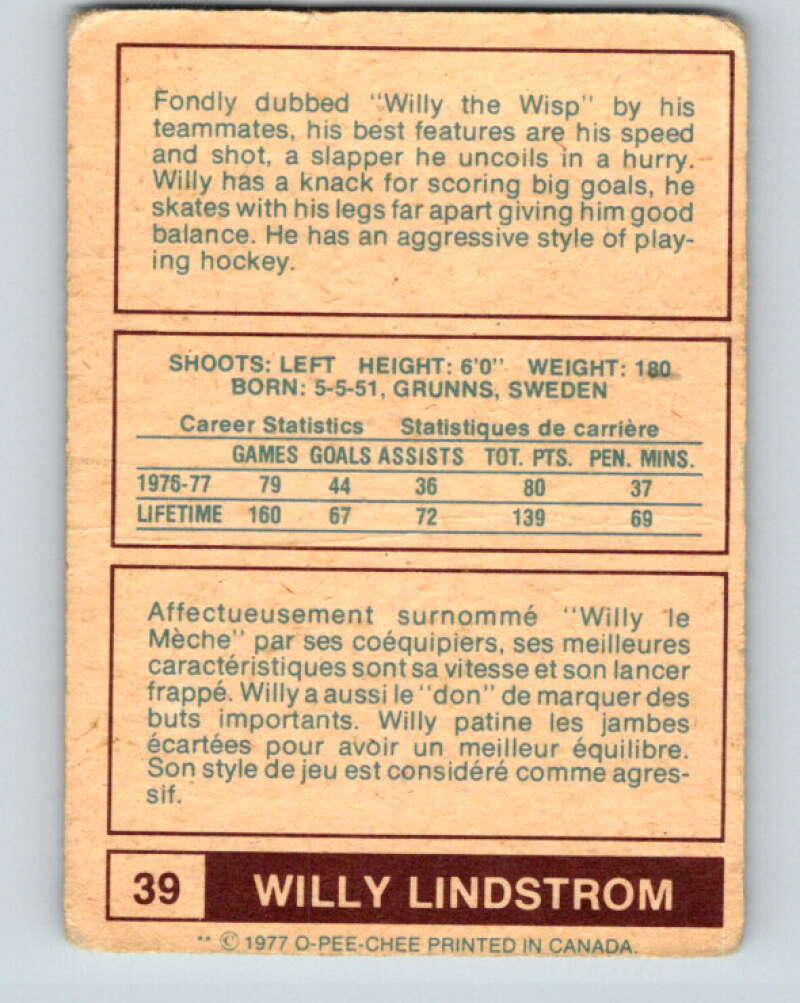 Fondly dubbed "Willy the Wisp" by his
teammates, his best features are his speed
and shot, a slapper he uncoils in a hurry.
Willy has a knack for scoring big goals, he
skates with his legs far apart giving him good
balance. He has an aggressive style of play-
ing hockey.
SHOOTS: LEFT HEIGHT: 6'0" WEIGHT: 180
BORN: 5-5-51, GRUNNS, SWEDEN
Career Statistics Statistiques de carrière
GAMES GOALS ASSISTS TOT. PTS. PEN. MINS.
1976-77 79 44 36 80 37
LIFETIME 160 67 72 139 69
Affectueusement surnommé "Willy le
Mèche" par ses coéquipiers, ses meilleures
caractéristiques sont sa vitesse et son lancer
frappé. Willy a aussi le "don" de marquer des
buts importants. Willy patine les jambes
écartées pour avoir un meilleur équilibre.
Son style de jeu est considéré comme agres-
sif.
39 WILLY LINDSTROM
** © 1977 O-PEE-CHEE PRINTED IN CANADA.